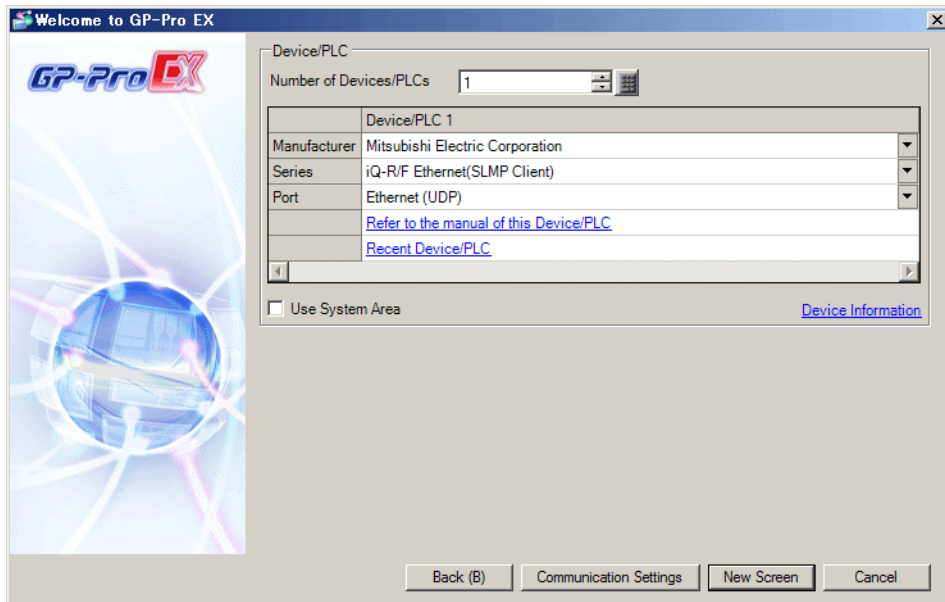 Welcome to GP-Pro EX
GP-Pro EX
Device/PLC
Number of Devices/PLCs 1
Device/PLC 1
Manufacturer Mitsubishi Electric Corporation
Series iQ-R/F Ethernet(SLMP Client)
Port Ethernet (UDP)
Refer to the manual of this Device/PLC
Recent Device/PLC
Use System Area Device Information
Back (B) Communication Settings New Screen Cancel